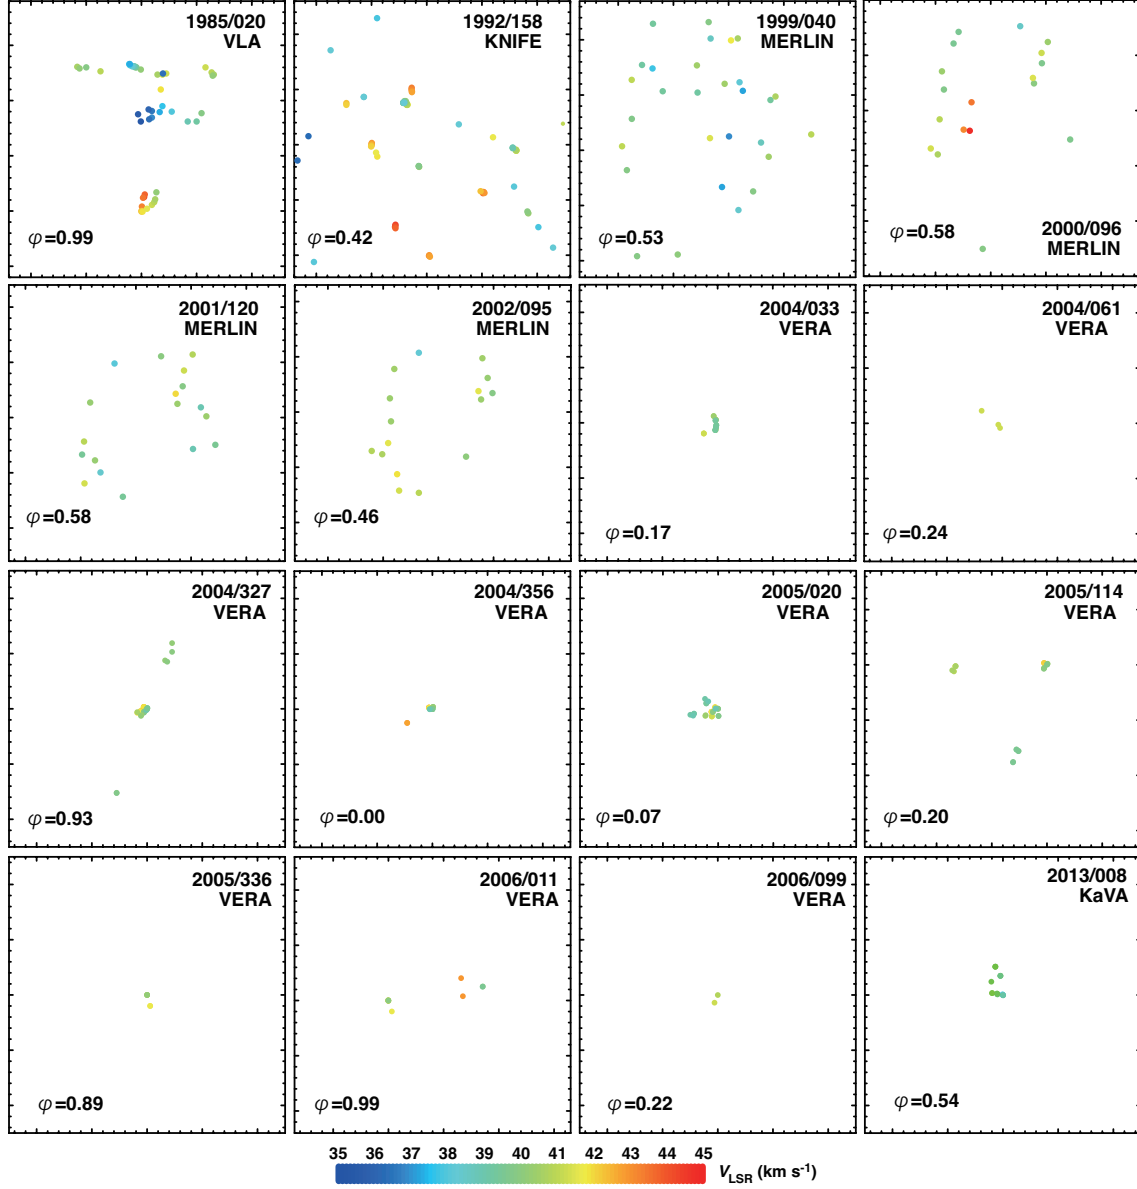 1985/020
VLA
φ=0.99
1992/158
KNIFE
φ=0.42
1999/040
MERLIN
φ=0.53
φ=0.58
2000/096
MERLIN
2001/120
MERLIN
φ=0.58
2002/095
MERLIN
φ=0.46
2004/033
VERA
φ=0.17
2004/061
VERA
φ=0.24
2004/327
VERA
φ=0.93
2004/356
VERA
φ=0.00
2005/020
VERA
φ=0.07
2005/114
VERA
φ=0.20
2005/336
VERA
φ=0.89
2006/011
VERA
φ=0.99
2006/099
VERA
φ=0.22
2013/008
KaVA
φ=0.54
35 36 37 38 39 40 41 42 43 44 45 V_LSR (km s⁻¹)